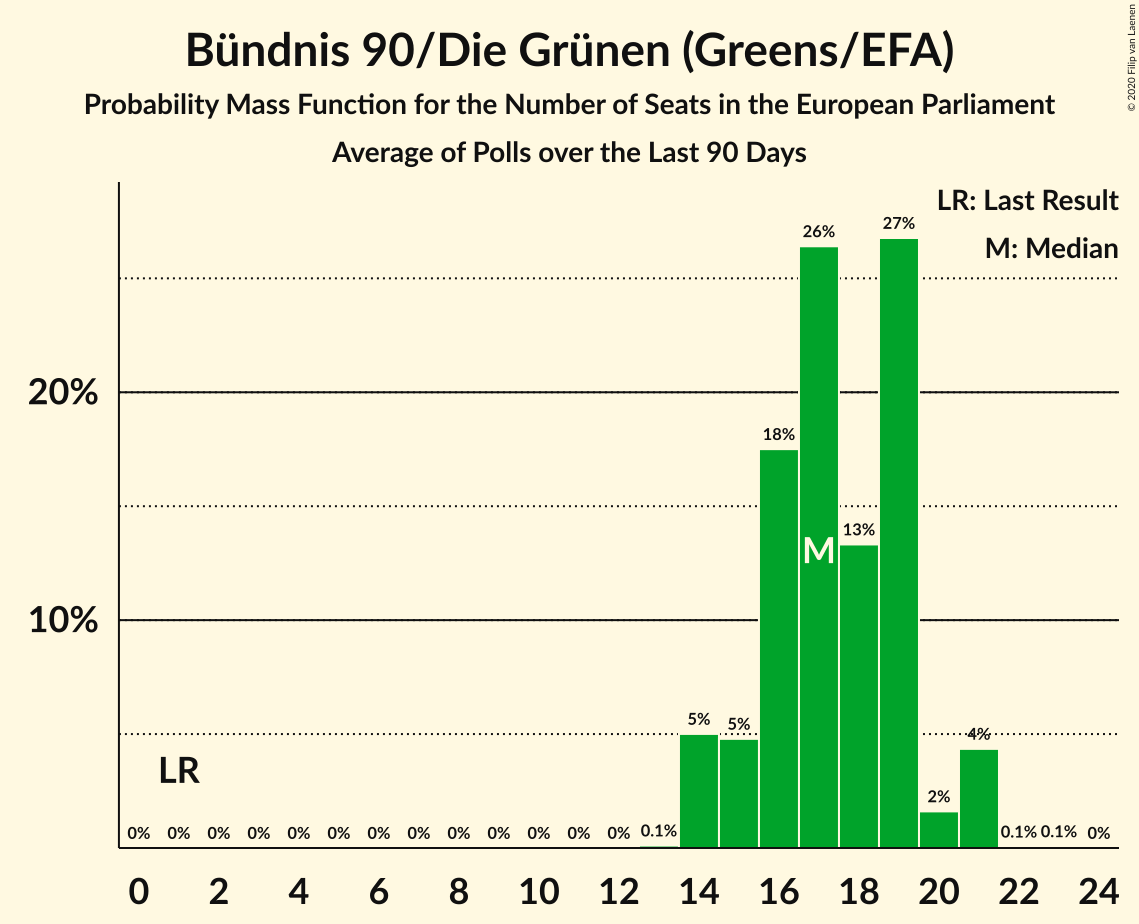 Bündnis 90/Die Grünen (Greens/EFA)
Probability Mass Function for the Number of Seats in the European Parliament
Average of Polls over the Last 90 Days
© 2020 Filip van Laenen
LR: Last Result
M: Median
26%
27%
20%
18%
13%
M
10%
5%
5%
4%
LR
2%
0% 0% 0% 0% 0% 0% 0% 0% 0% 0% 0% 0% 0% 0.1% 0.1% 0.1% 0%
0 2 4 6 8 10 12 14 16 18 20 22 24